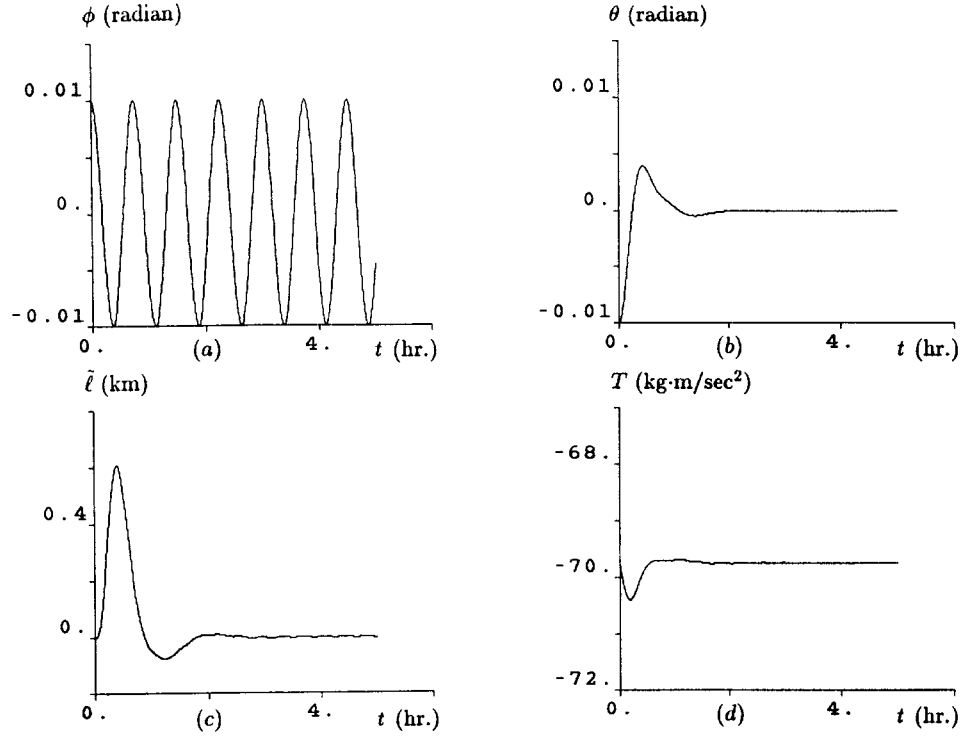 ϕ (radian)
0.01
0.
-0.01
0.
(a)
4.
t (hr.)
θ (radian)
0.01
0.
-0.01
0.
(b)
4.
t (hr.)
ℓ̃ (km)
0.4
0.
0.
(c)
4.
t (hr.)
T (kg·m/sec²)
-68.
-70.
-72.
0.
(d)
4.
t (hr.)